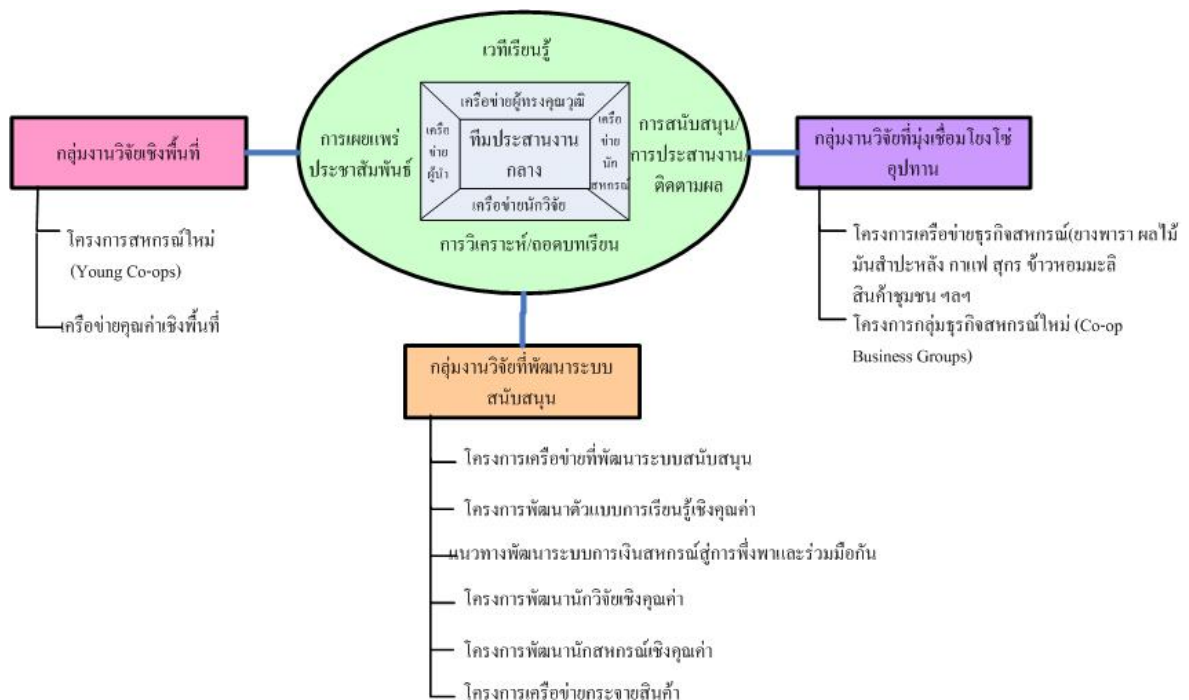 เวทีเรียนรู้
เครือข่ายผู้ทรงคุณวุฒิ
การเผยแพร่
ประชาสัมพันธ์
เครือ
ข่าย
ผู้นำ
ทีมประสานงาน
กลาง
เครือ
ข่าย
นัก
สหกรณ์
การสนับสนุน/
การประสานงาน/
ติดตามผล
เครือข่ายนักวิจัย
การวิเคราะห์/ถอดบทเรียน
กลุ่มงานวิจัยเชิงพื้นที่
โครงการสหกรณ์ใหม่
(Young Co-ops)
เครือข่ายคุณค่าเชิงพื้นที่
กลุ่มงานวิจัยที่มุ่งเชื่อมโยงโซ่
อุปทาน
โครงการเครือข่ายธุรกิจสหกรณ์(ยางพารา ผลไม้
มันสำปะหลัง กาแฟ สุกร ข้าวหอมมะลิ
สินค้าชุมชน ฯลฯ
โครงการกลุ่มธุรกิจสหกรณ์ใหม่ (Co-op
Business Groups)
กลุ่มงานวิจัยที่พัฒนาระบบ
สนับสนุน
โครงการเครือข่ายที่พัฒนาระบบสนับสนุน
โครงการพัฒนาตัวแบบการเรียนรู้เชิงคุณค่า
แนวทางพัฒนาระบบการเงินสหกรณ์สู่การพึ่งพาและร่วมมือกัน
โครงการพัฒนานักวิจัยเชิงคุณค่า
โครงการพัฒนานักสหกรณ์เชิงคุณค่า
โครงการเครือข่ายกระจายสินค้า